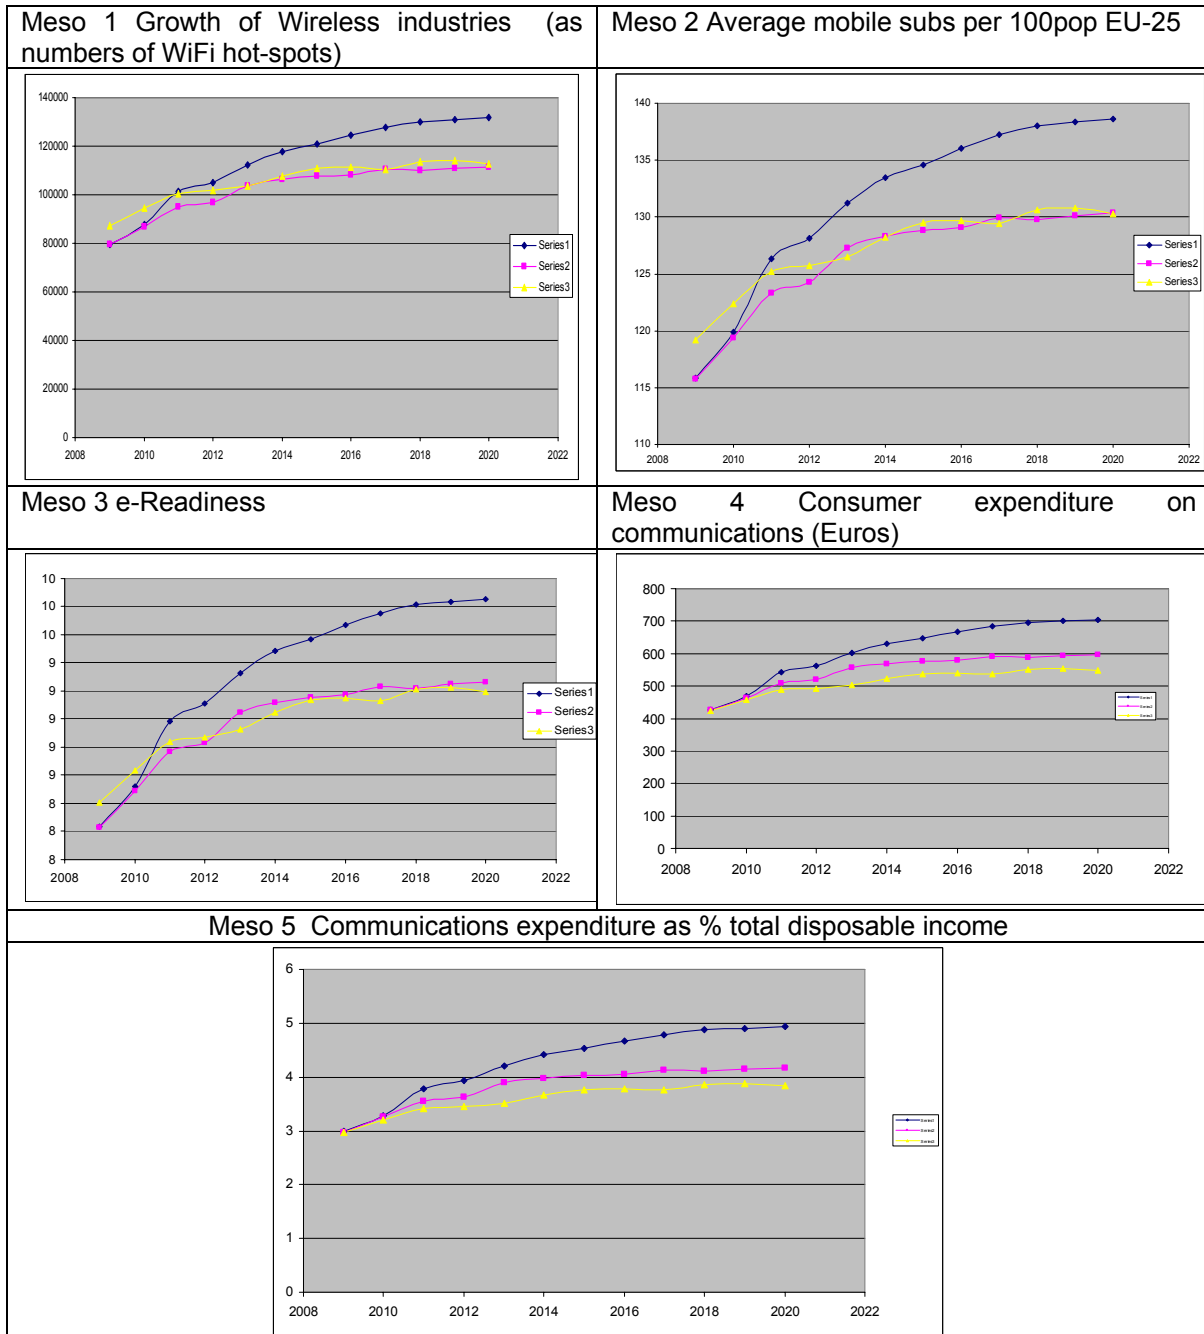 Meso 1 Growth of Wireless industries (as
numbers of WiFi hot-spots)
Meso 2 Average mobile subs per 100pop EU-25
140000
120000
100000
80000
60000
40000
20000
0
2008 2010 2012 2014 2016 2018 2020 2022
Series1
Series2
Series3
140
135
130
125
120
115
110
2008 2010 2012 2014 2016 2018 2020 2022
Series1
Series2
Series3
Meso 3 e-Readiness
Meso 4 Consumer expenditure on
communications (Euros)
10
10
10
9
9
9
9
9
8
8
8
2008 2010 2012 2014 2016 2018 2020 2022
Series1
Series2
Series3
800
700
600
500
400
300
200
100
0
2008 2010 2012 2014 2016 2018 2020 2022
Series1
Series2
Series3
Meso 5 Communications expenditure as % total disposable income
6
5
4
3
2
1
0
2008 2010 2012 2014 2016 2018 2020 2022
Series1
Series2
Series3